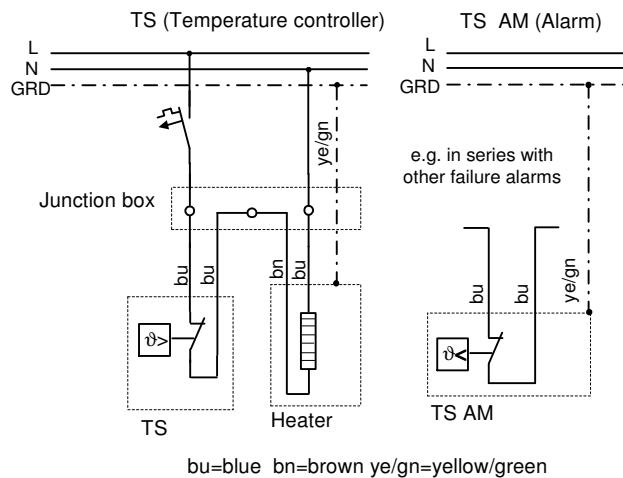 TS (Temperature controller)
L
N
GRD
ye/gn
Junction box
bu
bu
bn
bu
ϑ>
TS
Heater
TS AM (Alarm)
L
N
GRD
e.g. in series with
other failure alarms
bu
bu
ye/gn
ϑ<
TS AM
bu=blue bn=brown ye/gn=yellow/green